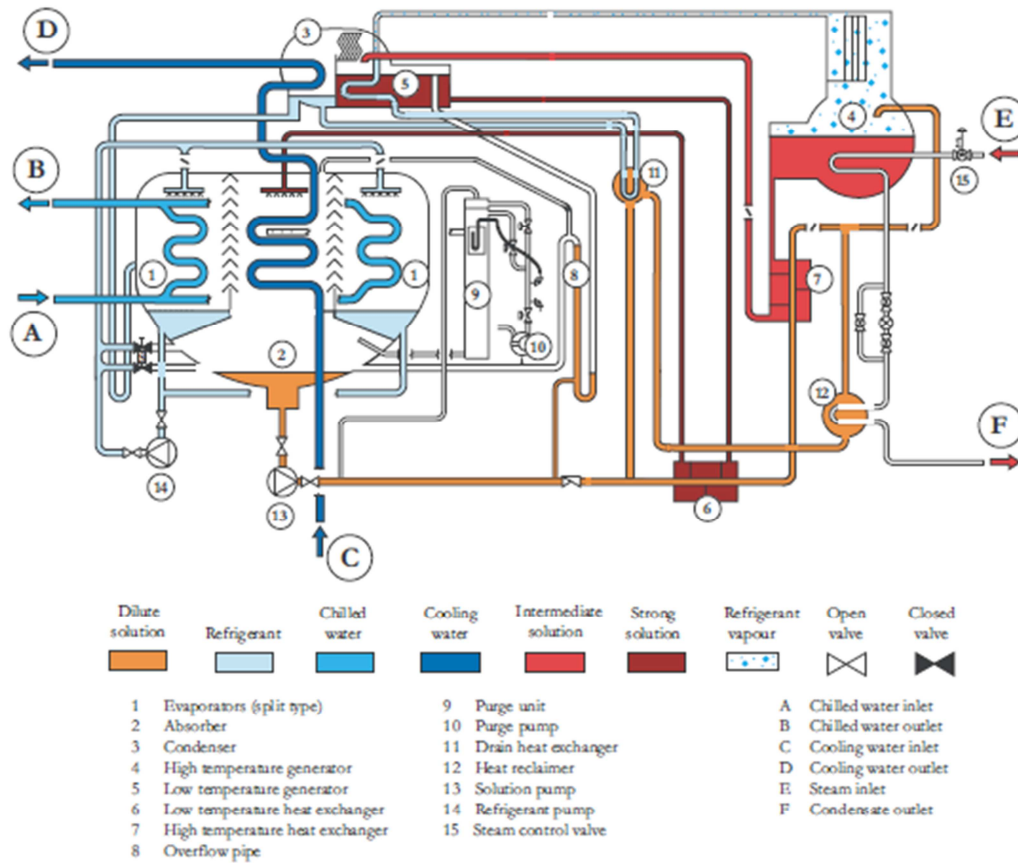 D
3
5
4
E
B
11
15
1
1
9
8
7
10
A
2
12
F
14
13
6
C
Dilute solution
Refrigerant
Chilled water
Cooling water
Intermediate solution
Strong solution
Refrigerant vapour
Open valve
Closed valve
1 Evaporators (split type)
2 Absorber
3 Condenser
4 High temperature generator
5 Low temperature generator
6 Low temperature heat exchanger
7 High temperature heat exchanger
8 Overflow pipe
9 Purge unit
10 Purge pump
11 Drain heat exchanger
12 Heat reclaimer
13 Solution pump
14 Refrigerant pump
15 Steam control valve
A Chilled water inlet
B Chilled water outlet
C Cooling water inlet
D Cooling water outlet
E Steam inlet
F Condensate outlet